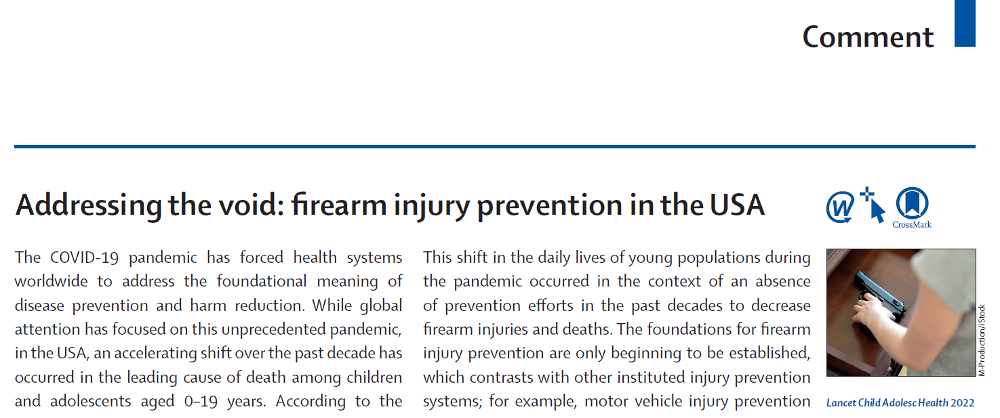 Comment
Addressing the void: firearm injury prevention in the USA
W
CrossMark
The COVID-19 pandemic has forced health systems
worldwide to address the foundational meaning of
disease prevention and harm reduction. While global
attention has focused on this unprecedented pandemic,
in the USA, an accelerating shift over the past decade has
occurred in the leading cause of death among children
and adolescents aged 0–19 years. According to the
This shift in the daily lives of young populations during
the pandemic occurred in the context of an absence
of prevention efforts in the past decades to decrease
firearm injuries and deaths. The foundations for firearm
injury prevention are only beginning to be established,
which contrasts with other instituted injury prevention
systems; for example, motor vehicle injury prevention
M-Production/iStock
Lancet Child Adolesc Health 2022